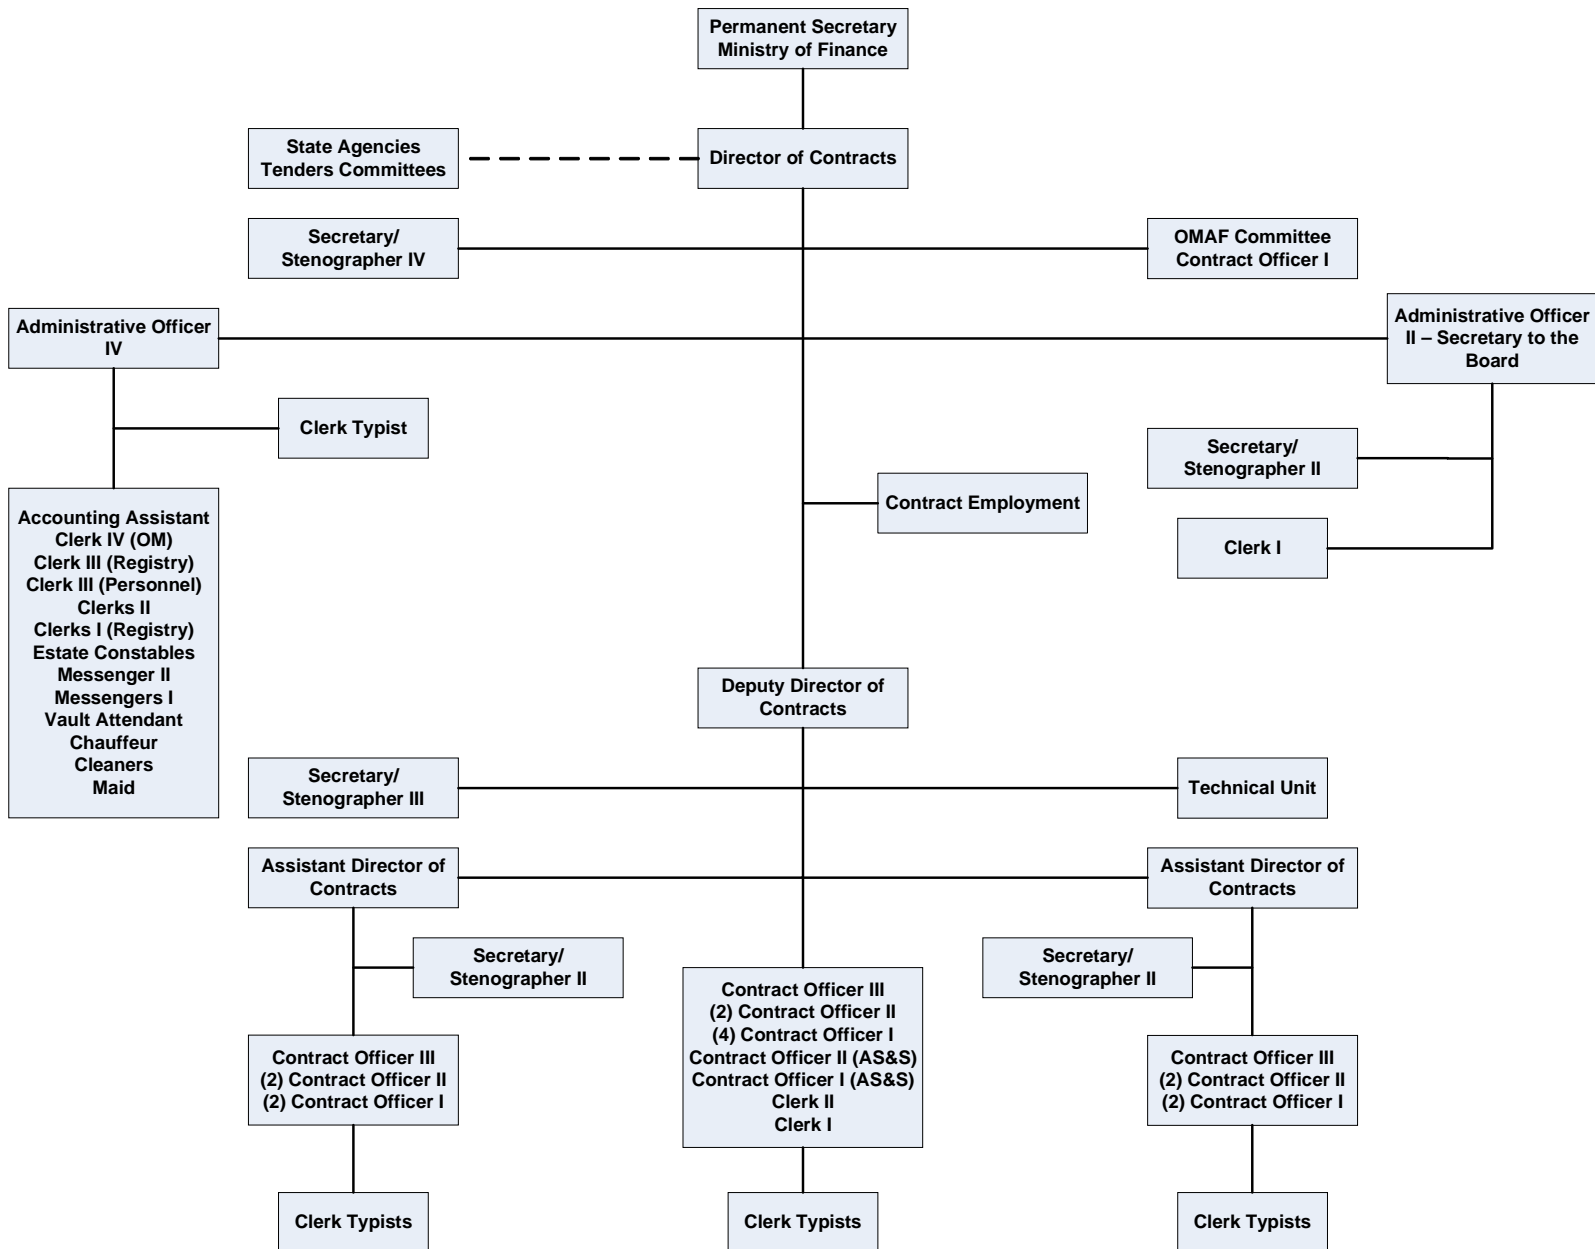 Permanent Secretary
Ministry of Finance
State Agencies
Tenders Committees
Director of Contracts
Secretary/
Stenographer IV
OMAF Committee
Contract Officer I
Administrative Officer
IV
Administrative Officer
II – Secretary to the
Board
Clerk Typist
Secretary/
Stenographer II
Contract Employment
Clerk I
Accounting Assistant
Clerk IV (OM)
Clerk III (Registry)
Clerk III (Personnel)
Clerks II
Clerks I (Registry)
Estate Constables
Messenger II
Messengers I
Vault Attendant
Chauffeur
Cleaners
Maid
Deputy Director of
Contracts
Secretary/
Stenographer III
Technical Unit
Assistant Director of
Contracts
Assistant Director of
Contracts
Secretary/
Stenographer II
Secretary/
Stenographer II
Contract Officer III
(2) Contract Officer II
(2) Contract Officer I
Contract Officer III
(2) Contract Officer II
(4) Contract Officer I
Contract Officer II (AS&S)
Contract Officer I (AS&S)
Clerk II
Clerk I
Contract Officer III
(2) Contract Officer II
(2) Contract Officer I
Clerk Typists
Clerk Typists
Clerk Typists